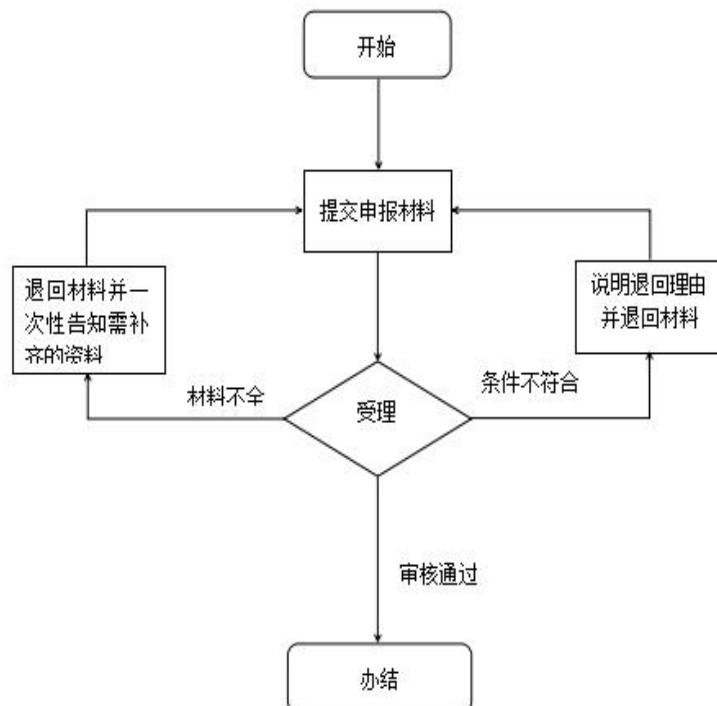 开始
提交申报材料
退回材料并一
次性告知需补
齐的资料
说明退回理由
并退回材料
材料不全
受理
条件不符合
审核通过
办结